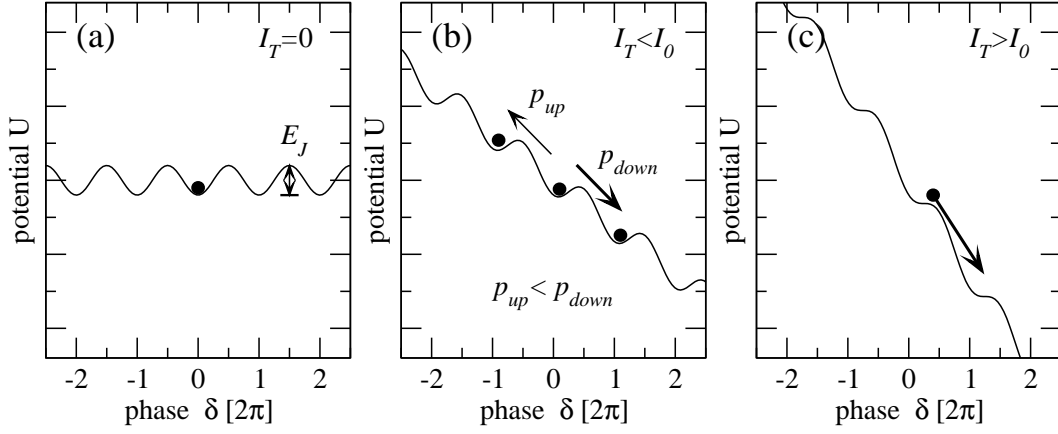 (a)
I_T=0
E_J
potential U
-2 -1 0 1 2
phase δ [2π]
(b)
I_T<I_0
p_up
p_down
p_up < p_down
potential U
-2 -1 0 1 2
phase δ [2π]
(c)
I_T>I_0
potential U
-2 -1 0 1 2
phase δ [2π]